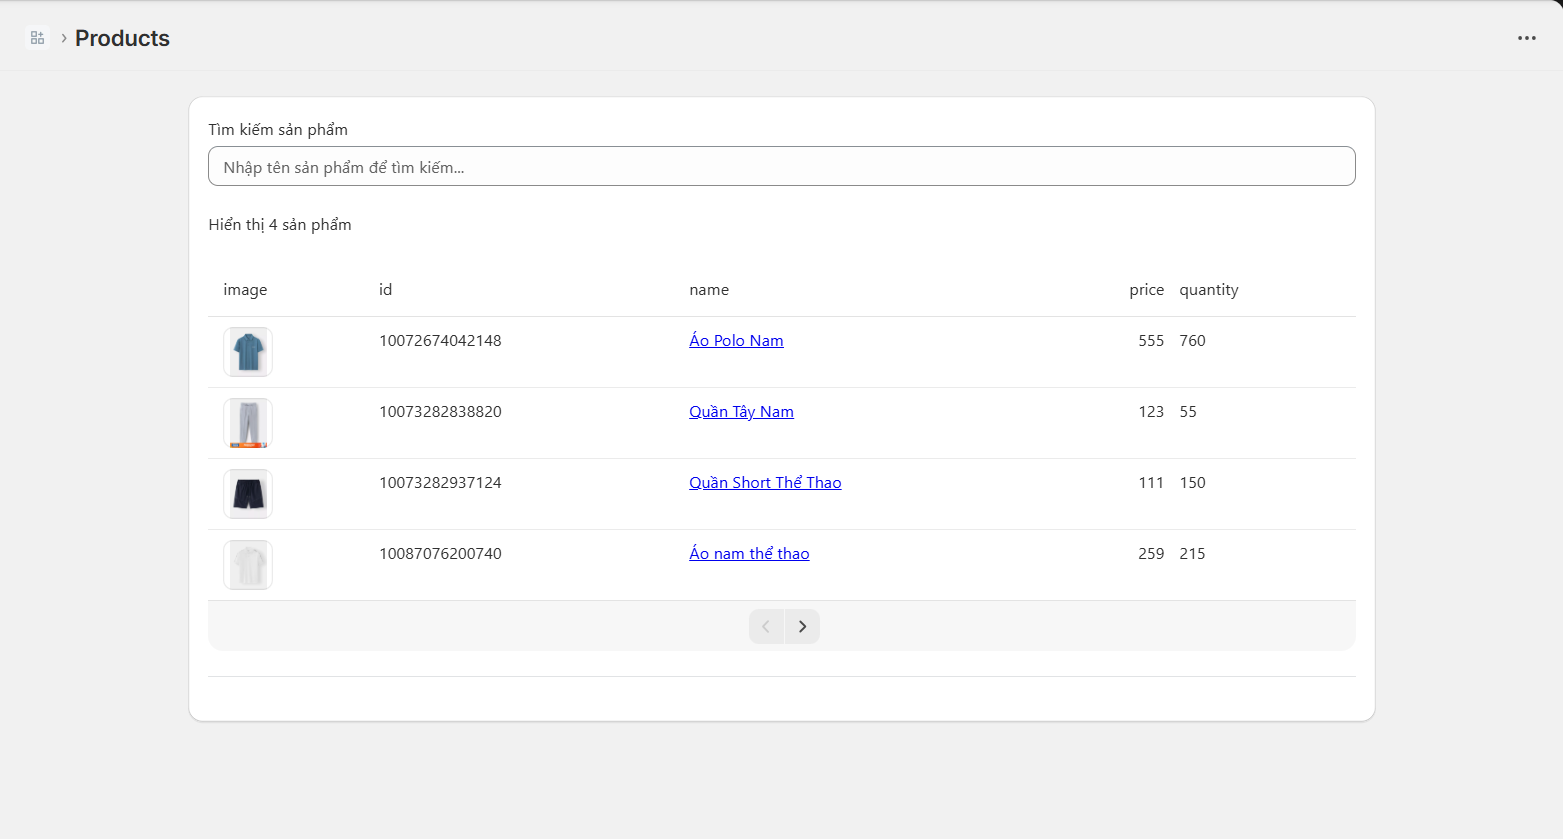 Products
Tìm kiếm sản phẩm
Nhập tên sản phẩm để tìm kiếm...
Hiển thị 4 sản phẩm
image id name price quantity
10072674042148 Áo Polo Nam 555 760
10073282838820 Quần Tây Nam 123 55
10073282937124 Quần Short Thể Thao 111 150
10087076200740 Áo nam thể thao 259 215